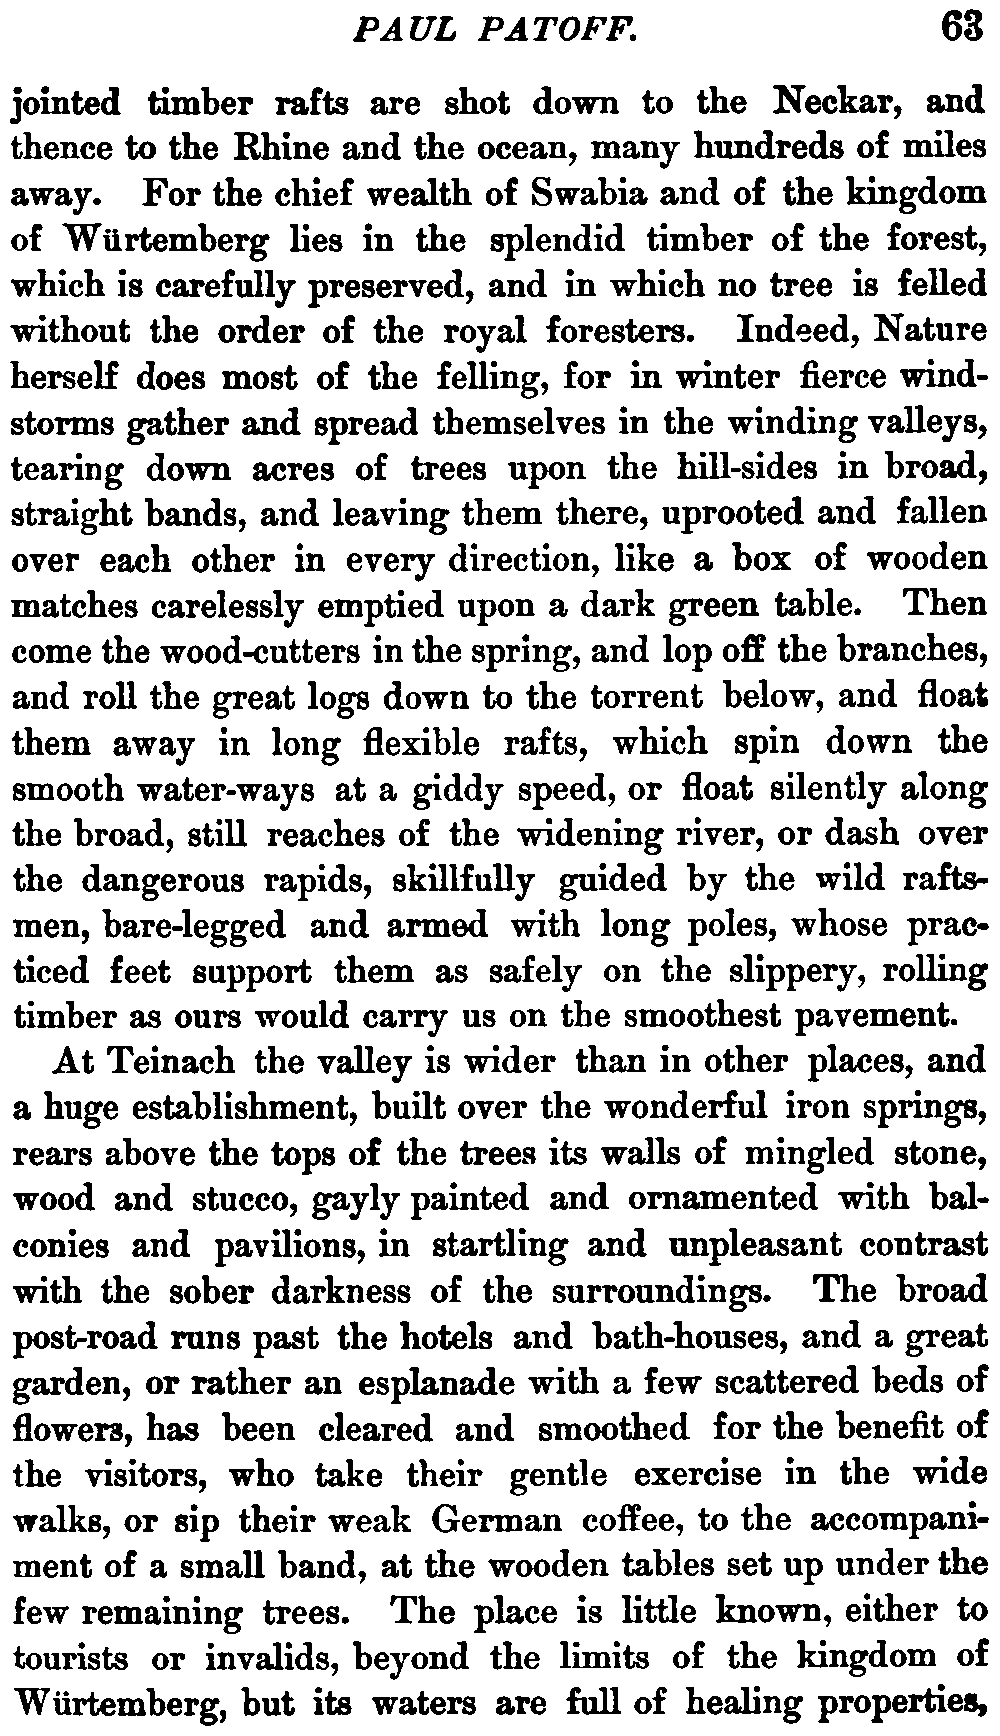 PAUL PATOFF. 63
jointed timber rafts are shot down to the Neckar, and
thence to the Rhine and the ocean, many hundreds of miles
away. For the chief wealth of Swabia and of the kingdom
of Würtemberg lies in the splendid timber of the forest,
which is carefully preserved, and in which no tree is felled
without the order of the royal foresters. Indeed, Nature
herself does most of the felling, for in winter fierce wind-
storms gather and spread themselves in the winding valleys,
tearing down acres of trees upon the hill-sides in broad,
straight bands, and leaving them there, uprooted and fallen
over each other in every direction, like a box of wooden
matches carelessly emptied upon a dark green table. Then
come the wood-cutters in the spring, and lop off the branches,
and roll the great logs down to the torrent below, and float
them away in long flexible rafts, which spin down the
smooth water-ways at a giddy speed, or float silently along
the broad, still reaches of the widening river, or dash over
the dangerous rapids, skillfully guided by the wild rafts-
men, bare-legged and armed with long poles, whose prac-
ticed feet support them as safely on the slippery, rolling
timber as ours would carry us on the smoothest pavement.
At Teinach the valley is wider than in other places, and
a huge establishment, built over the wonderful iron springs,
rears above the tops of the trees its walls of mingled stone,
wood and stucco, gayly painted and ornamented with bal-
conies and pavilions, in startling and unpleasant contrast
with the sober darkness of the surroundings. The broad
post-road runs past the hotels and bath-houses, and a great
garden, or rather an esplanade with a few scattered beds of
flowers, has been cleared and smoothed for the benefit of
the visitors, who take their gentle exercise in the wide
walks, or sip their weak German coffee, to the accompani-
ment of a small band, at the wooden tables set up under the
few remaining trees. The place is little known, either to
tourists or invalids, beyond the limits of the kingdom of
Würtemberg, but its waters are full of healing properties,